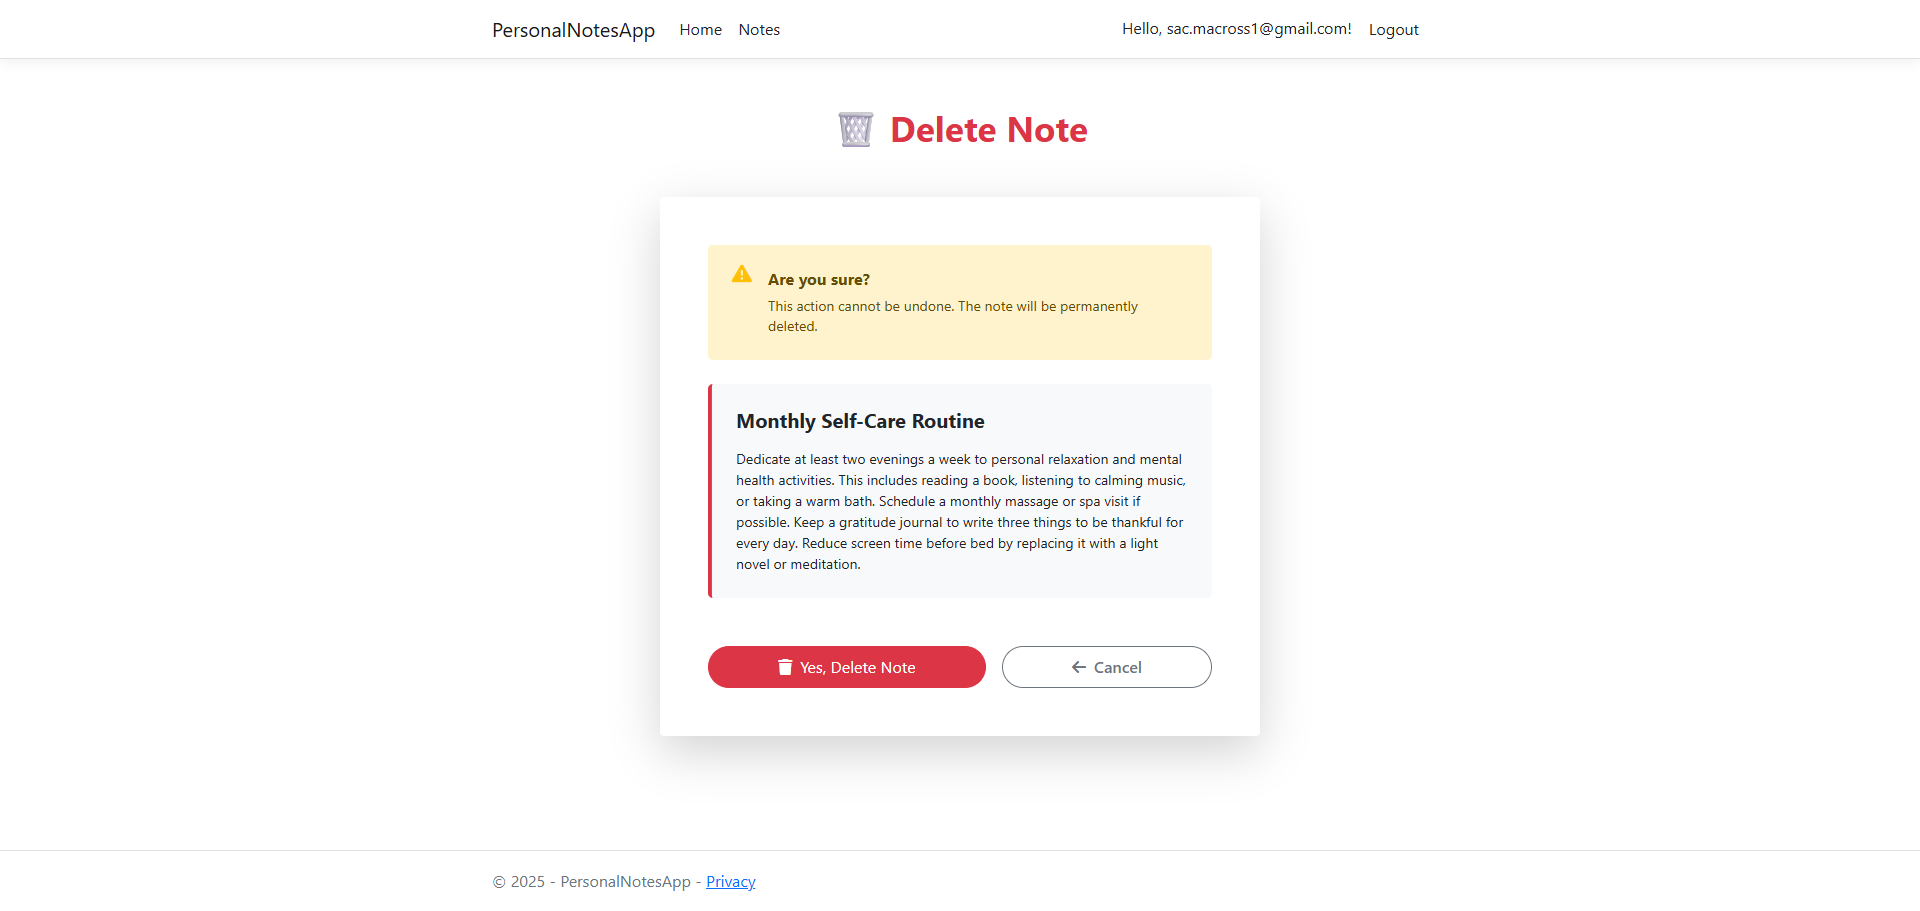 PersonalNotesApp Home Notes Hello, sac.macross1@gmail.com! Logout
Delete Note
Are you sure?
This action cannot be undone. The note will be permanently
deleted.
Monthly Self-Care Routine
Dedicate at least two evenings a week to personal relaxation and mental
health activities. This includes reading a book, listening to calming music,
or taking a warm bath. Schedule a monthly massage or spa visit if
possible. Keep a gratitude journal to write three things to be thankful for
every day. Reduce screen time before bed by replacing it with a light
novel or meditation.
Yes, Delete Note Cancel
© 2025 - PersonalNotesApp - Privacy